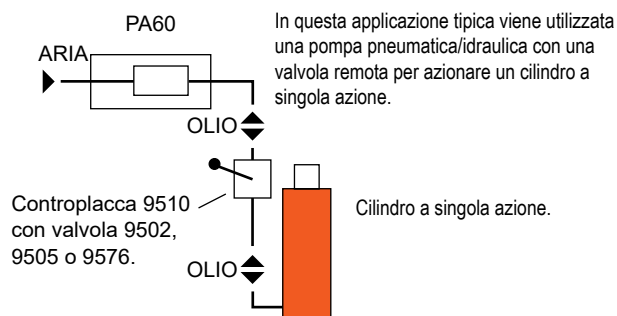 PA60
ARIA
In questa applicazione tipica viene utilizzata
una pompa pneumatica/idraulica con una
valvola remota per azionare un cilindro a
singola azione.
OLIO
Controplacca 9510
con valvola 9502,
9505 o 9576.
Cilindro a singola azione.
OLIO